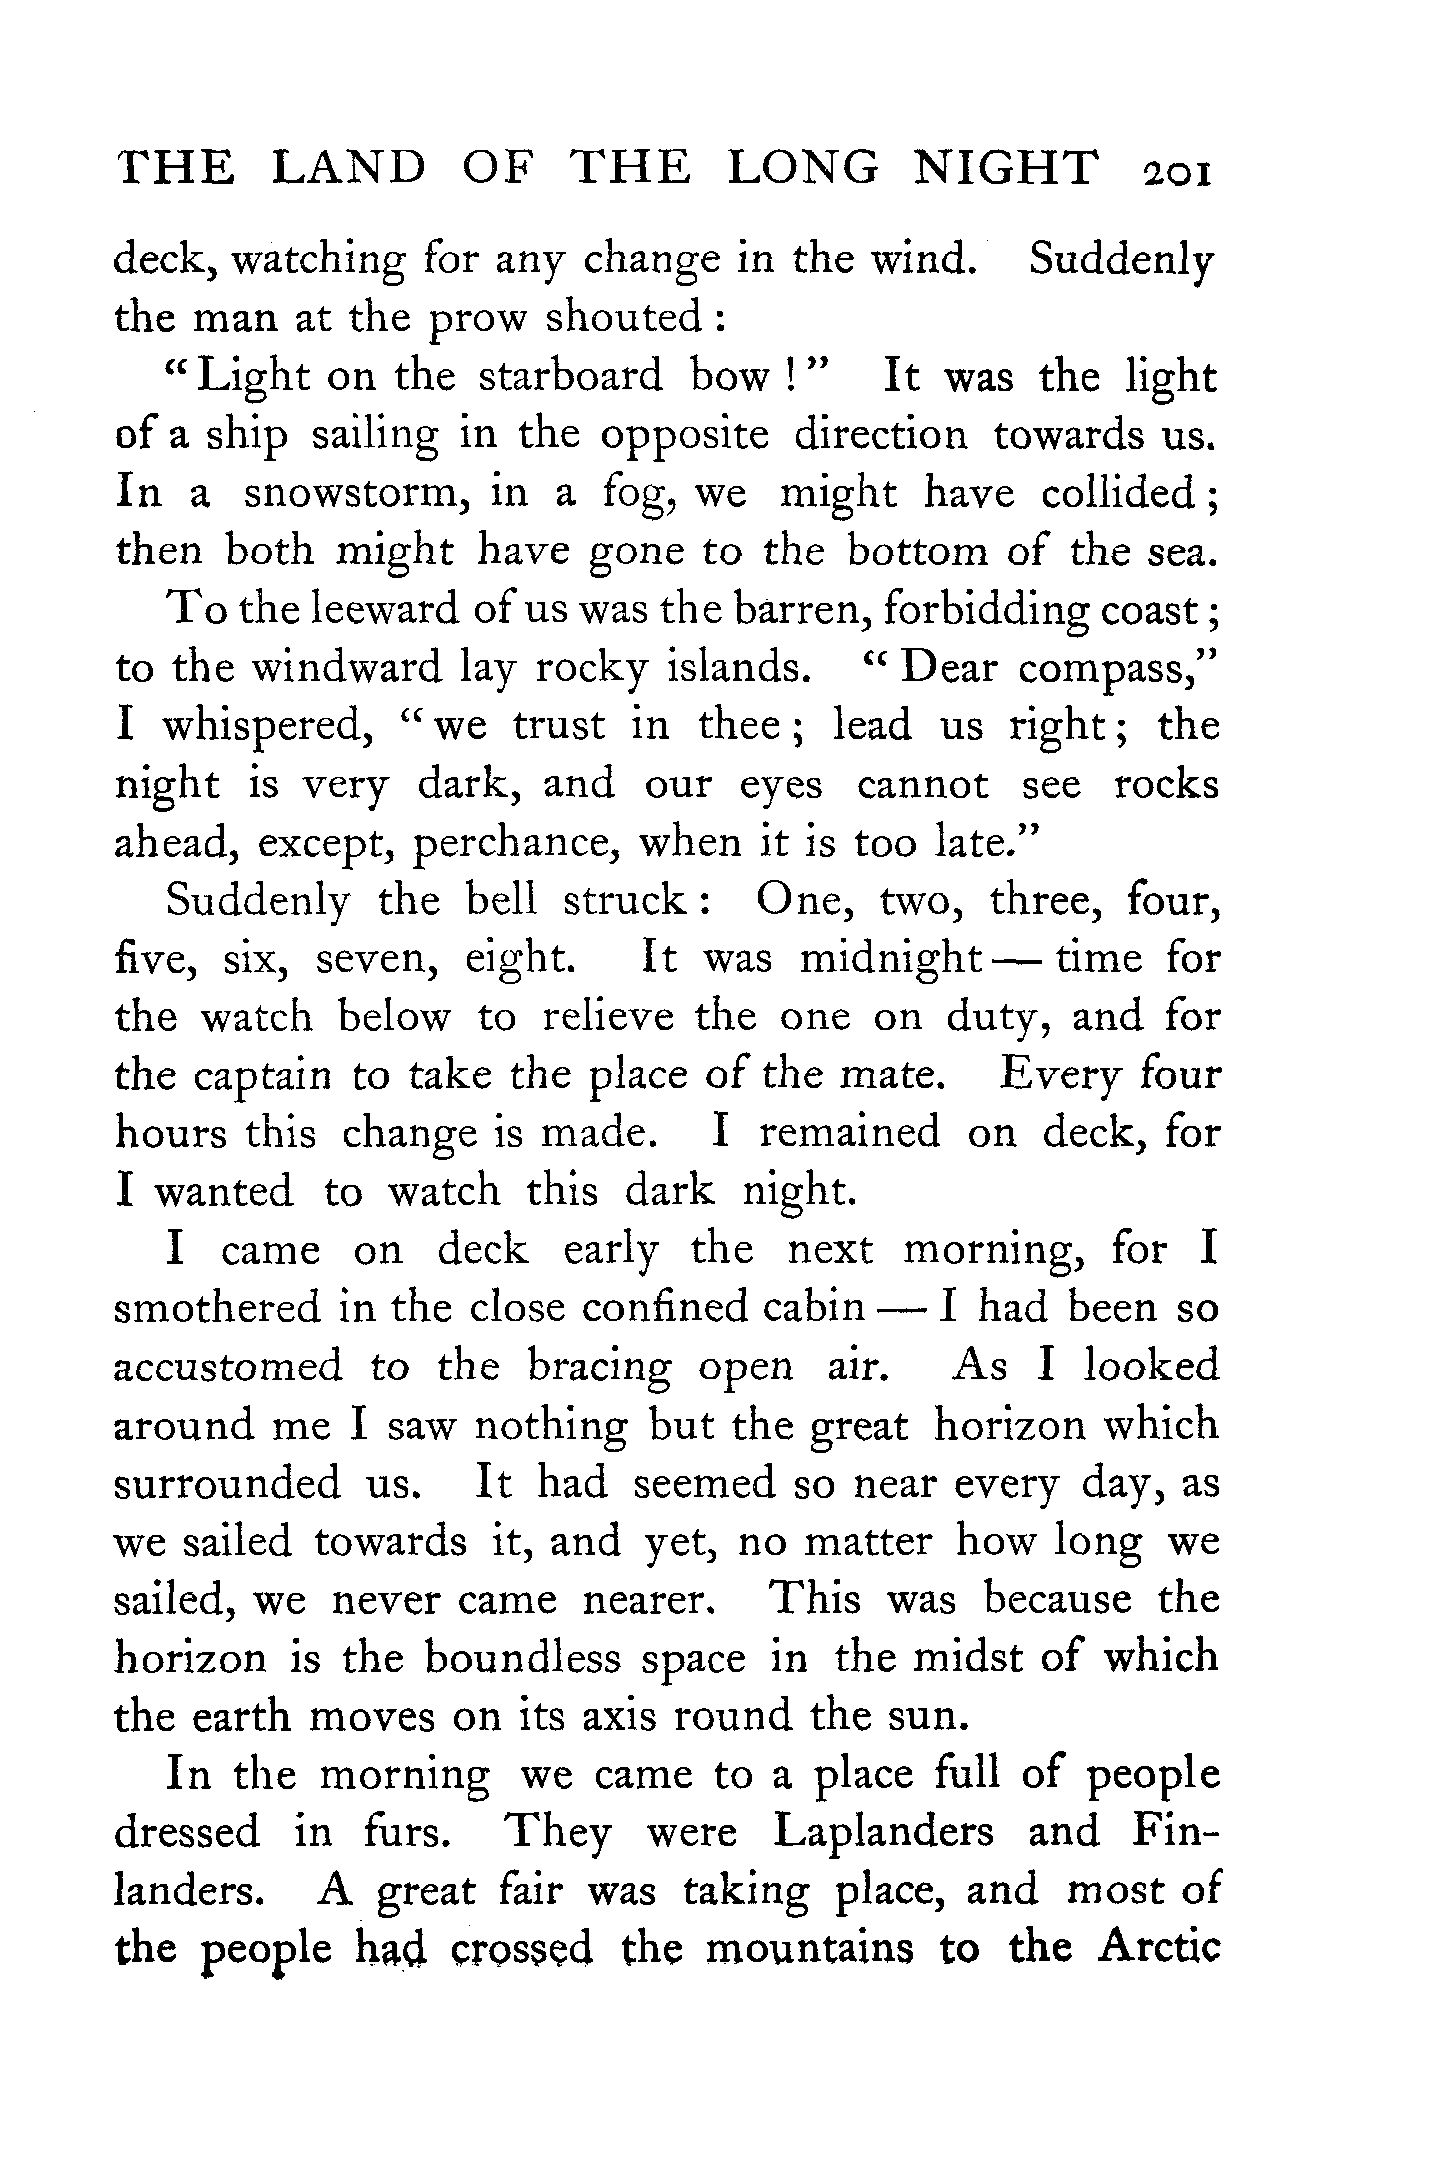 THE LAND OF THE LONG NIGHT 201
deck, watching for any change in the wind. Suddenly
the man at the prow shouted :
“ Light on the starboard bow ! ” It was the light
of a ship sailing in the opposite direction towards us.
In a snowstorm, in a fog, we might have collided ;
then both might have gone to the bottom of the sea.
To the leeward of us was the barren, forbidding coast ;
to the windward lay rocky islands. “ Dear compass,”
I whispered, “ we trust in thee ; lead us right ; the
night is very dark, and our eyes cannot see rocks
ahead, except, perchance, when it is too late.”
Suddenly the bell struck : One, two, three, four,
five, six, seven, eight. It was midnight — time for
the watch below to relieve the one on duty, and for
the captain to take the place of the mate. Every four
hours this change is made. I remained on deck, for
I wanted to watch this dark night.
I came on deck early the next morning, for I
smothered in the close confined cabin — I had been so
accustomed to the bracing open air. As I looked
around me I saw nothing but the great horizon which
surrounded us. It had seemed so near every day, as
we sailed towards it, and yet, no matter how long we
sailed, we never came nearer. This was because the
horizon is the boundless space in the midst of which
the earth moves on its axis round the sun.
In the morning we came to a place full of people
dressed in furs. They were Laplanders and Fin-
landers. A great fair was taking place, and most of
the people had crossed the mountains to the Arctic